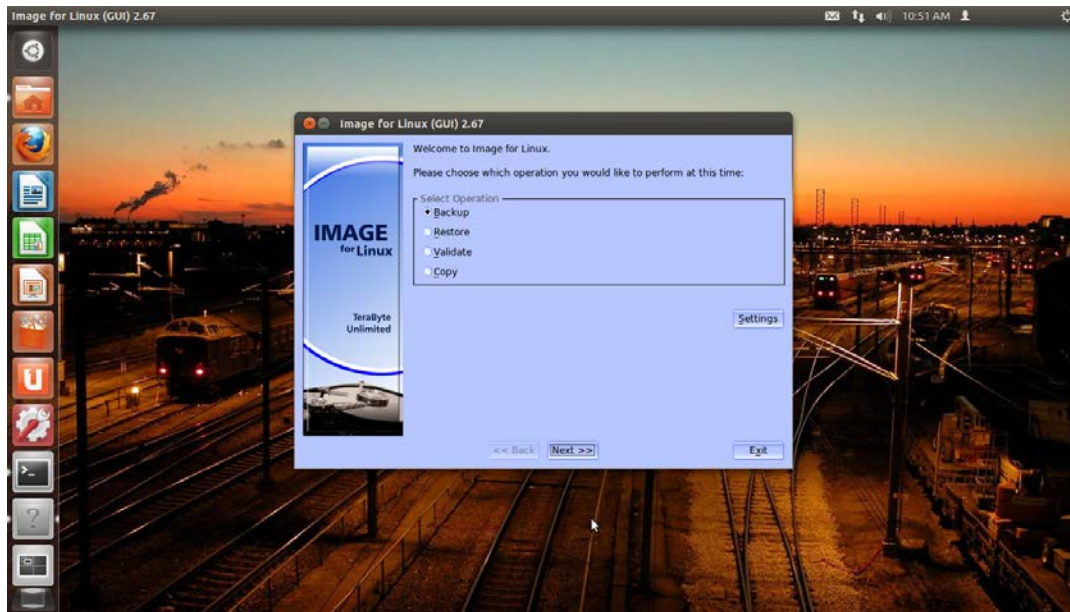 Image for Linux (GUI) 2.67
10:51 AM
Image for Linux (GUI) 2.67
Welcome to Image for Linux.
Please choose which operation you would like to perform at this time:
Select Operation
Backup
Restore
Validate
Copy
IMAGE
for Linux
TeraByte
Unlimited
Settings
<< Back
Next >>
Exit